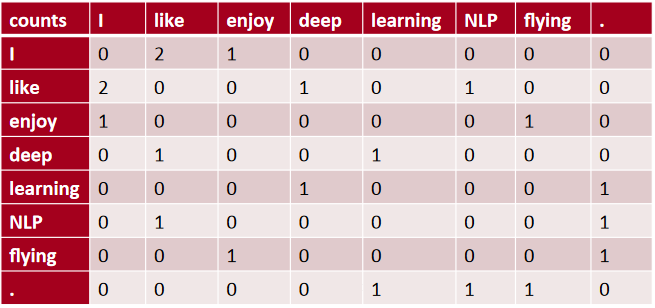 counts I like enjoy deep learning NLP flying .
I 0 2 1 0 0 0 0 0
like 2 0 0 1 0 1 0 0
enjoy 1 0 0 0 0 0 1 0
deep 0 1 0 0 1 0 0 0
learning 0 0 0 1 0 0 0 1
NLP 0 1 0 0 0 0 0 1
flying 0 0 1 0 0 0 0 1
. 0 0 0 0 1 1 1 0